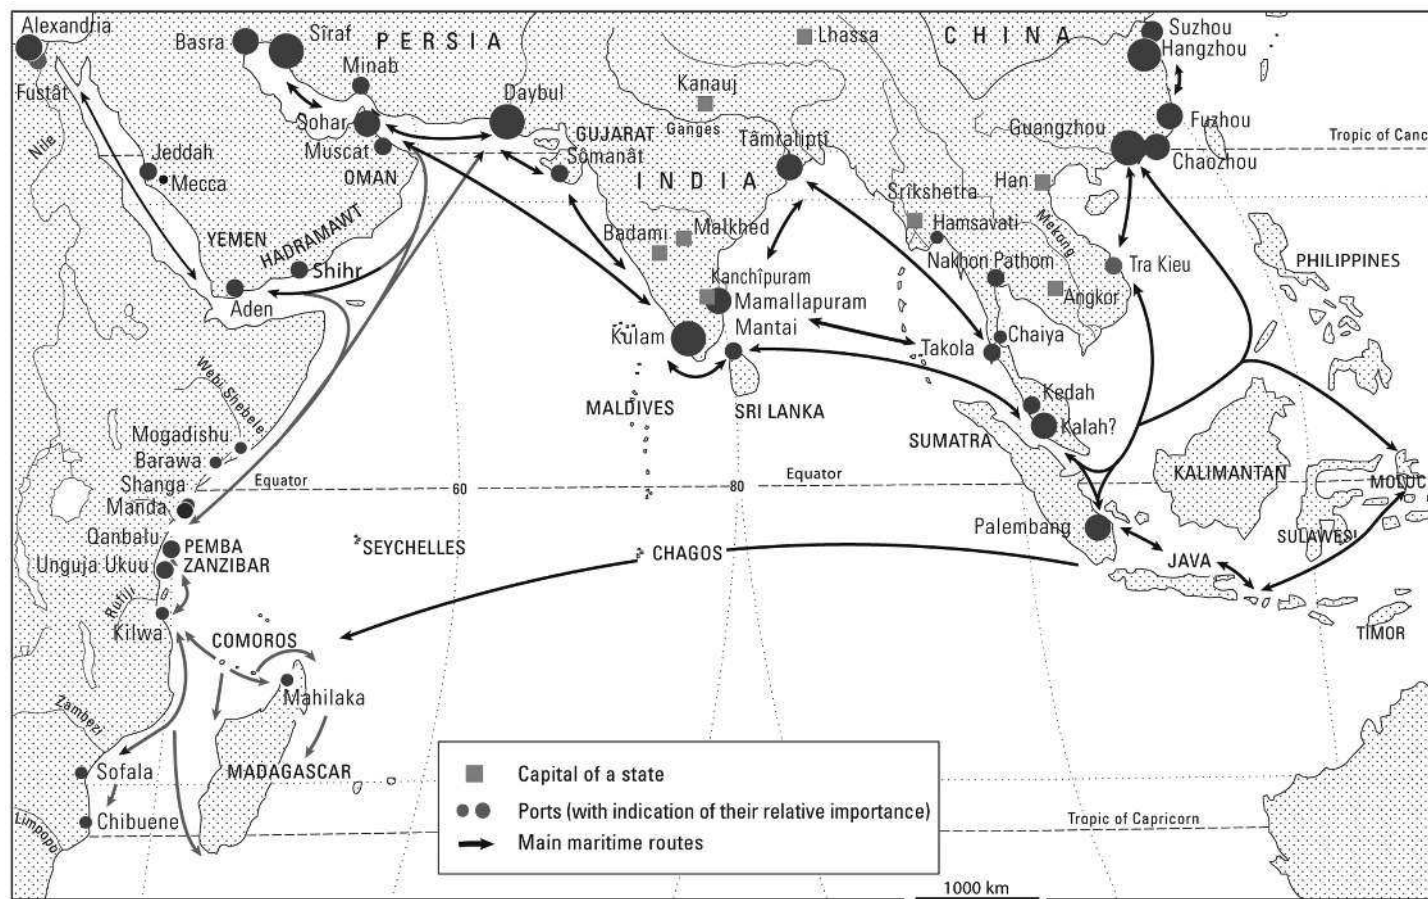 Alexandria
Fustât
Nile
Basra
Sîraf
PERSIA
Minab
Sohar
Muscat
OMAN
Daybul
GUJARAT
Sômanât
Jeddah
Mecca
YEMEN
HADRAMAWT
Shihr
Aden
Lhassa
Kanauj
Ganges
Tâmraliptî
INDIA
Badami
Malkhed
Kanchîpuram
Mamallapuram
Mantai
Kûlam
MALDIVES
SRI LANKA
CHINA
Suzhou
Hangzhou
Fuzhou
Guangzhou
Chaozhou
Tropic of Canc
Han
Srîkshetra
Hamsavati
Mekong
Nakhon Pathom
Tra Kieu
Angkor
PHILIPPINES
Chaiya
Takola
Kedah
Kalah?
SUMATRA
Webi Shebele
Mogadishu
Barawa
Shanga
Manda
Equator
60
80
Equator
KALIMANTAN
MOLUC
Qanbalu
PEMBA
Unguja Ukuu
ZANZIBAR
SEYCHELLES
CHAGOS
Palembang
JAVA
SULAWESI
Rufiji
Kilwa
COMOROS
TIMOR
Mahilaka
Zambezi
Sofala
MADAGASCAR
Chibuene
Limpopo
Capital of a state
Ports (with indication of their relative importance)
Main maritime routes
Tropic of Capricorn
1000 km